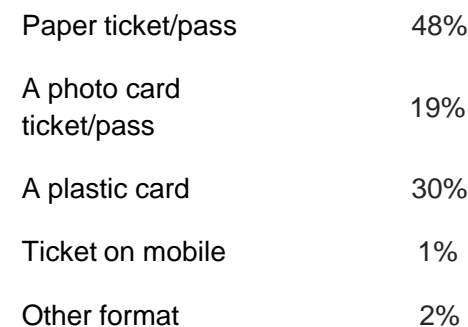 Paper ticket/pass 48%
A photo card
ticket/pass 19%
A plastic card 30%
Ticket on mobile 1%
Other format 2%